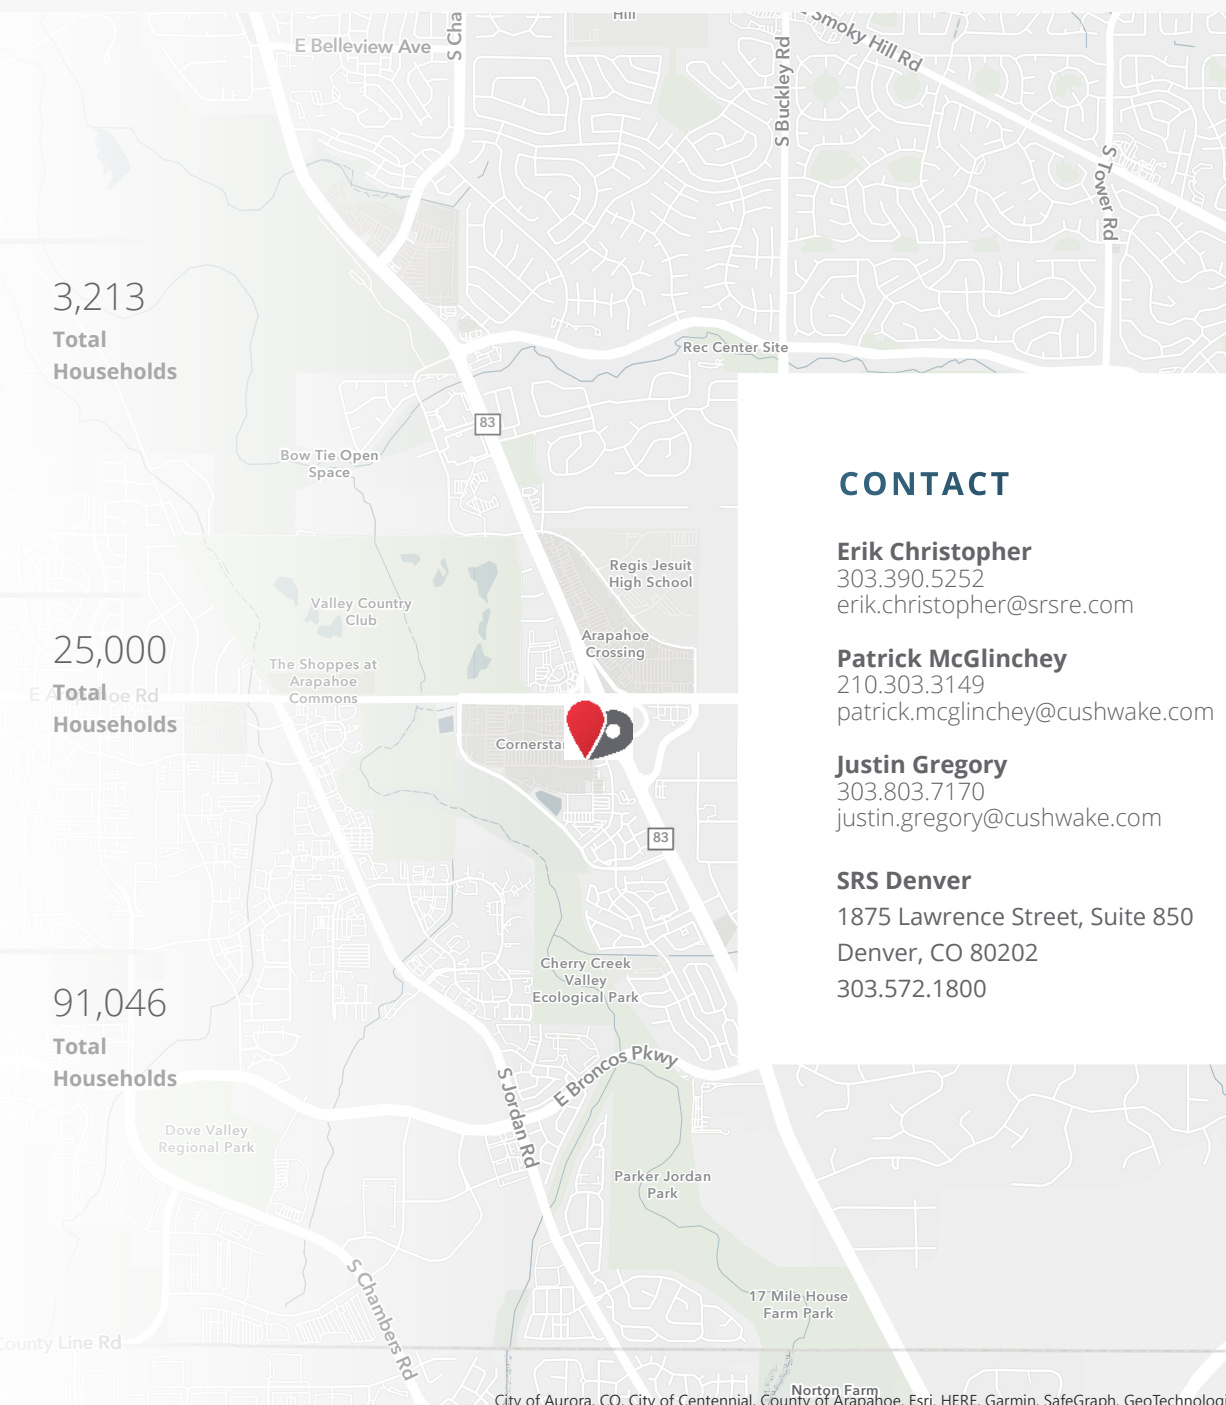 Hill
E Belleview Ave
S Cha
S Buckley Rd
Smoky Hill Rd
S Tower Rd
3,213
Total
Households
Rec Center Site
83
Bow Tie Open
Space
Regis Jesuit
High School
Valley Country
Club
Arapahoe
Crossing
25,000
Total
Households
E Arapahoe Rd
The Shoppes at
Arapahoe
Commons
Cornersta
83
91,046
Total
Households
Cherry Creek
Valley
Ecological Park
E Broncos Pkwy
S Jordan Rd
Dove Valley
Regional Park
Parker Jordan
Park
S Chambers Rd
17 Mile House
Farm Park
ounty Line Rd
Norton Farm
CONTACT
Erik Christopher
303.390.5252
erik.christopher@srsre.com
Patrick McGlinchey
210.303.3149
patrick.mcglinchey@cushwake.com
Justin Gregory
303.803.7170
justin.gregory@cushwake.com
SRS Denver
1875 Lawrence Street, Suite 850
Denver, CO 80202
303.572.1800
City of Aurora, CO, City of Centennial, County of Arapahoe, Esri, HERE, Garmin, SafeGraph, GeoTechnologi